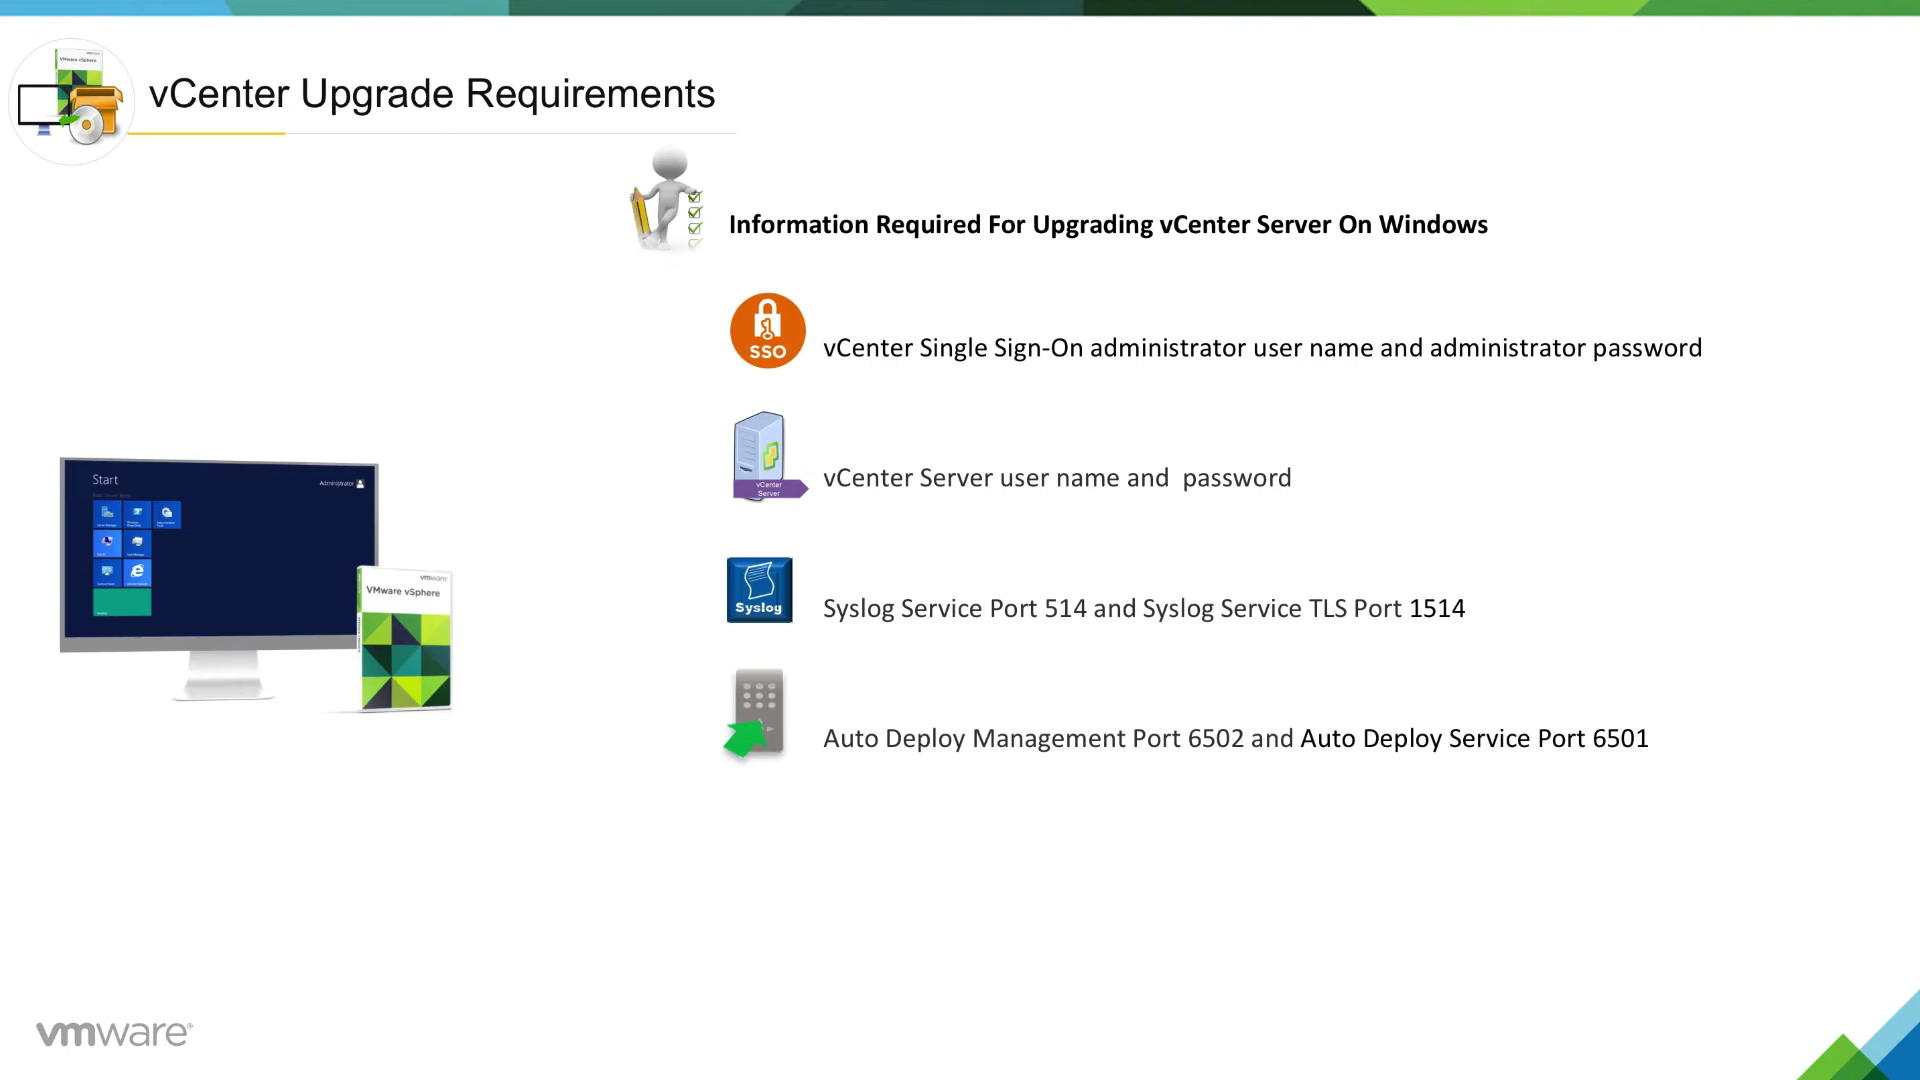 VMware vSphere
vCenter Upgrade Requirements
Information Required For Upgrading vCenter Server On Windows
SSO
vCenter Single Sign-On administrator user name and administrator password
vCenter
Server
vCenter Server user name and  password
Start
Administrator
vmware
VMware vSphere
Syslog
Syslog Service Port 514 and Syslog Service TLS Port 1514
Auto Deploy Management Port 6502 and Auto Deploy Service Port 6501
vmware®